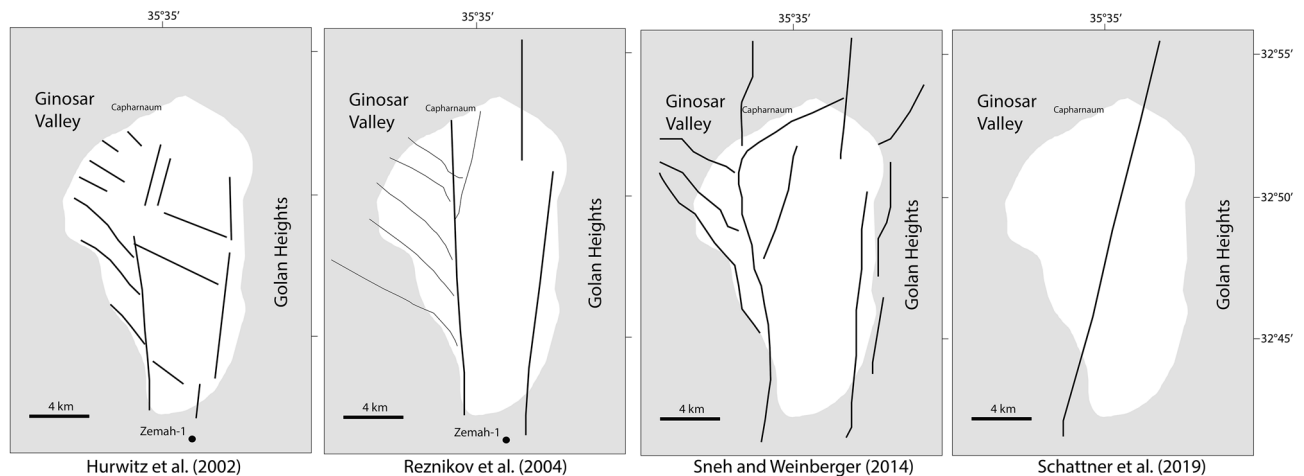 35°35’
35°35’
35°35’
35°35’
Ginosar
Valley
Capharnaum
Golan Heights
4 km
Zemah-1
Hurwitz et al. (2002)
Ginosar
Valley
Capharnaum
Golan Heights
4 km
Zemah-1
Reznikov et al. (2004)
Ginosar
Valley
Capharnaum
Golan Heights
4 km
Sneh and Weinberger (2014)
Ginosar
Valley
Capharnaum
Golan Heights
4 km
Schattner et al. (2019)
32°55’
32°50’
32°45’